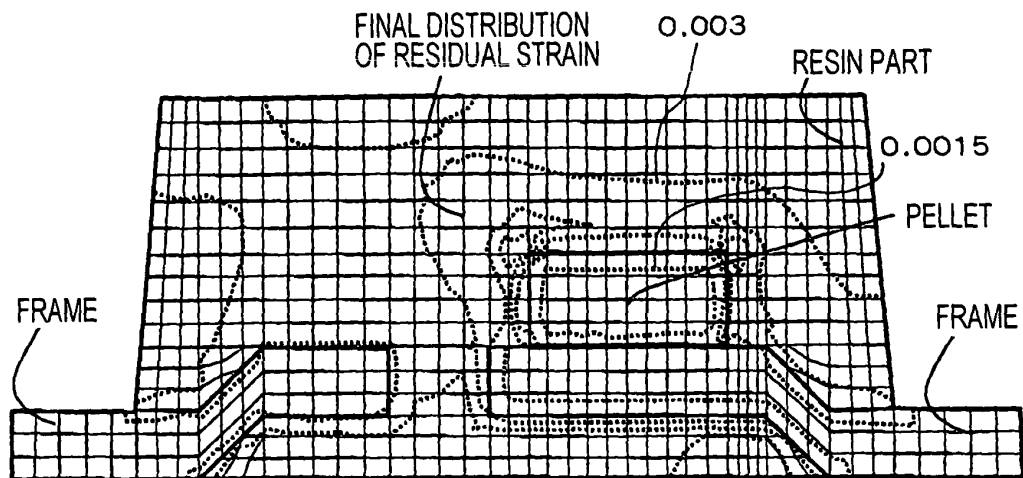 FINAL DISTRIBUTION
OF RESIDUAL STRAIN
0.003
RESIN PART
0.0015
PELLET
FRAME
FRAME